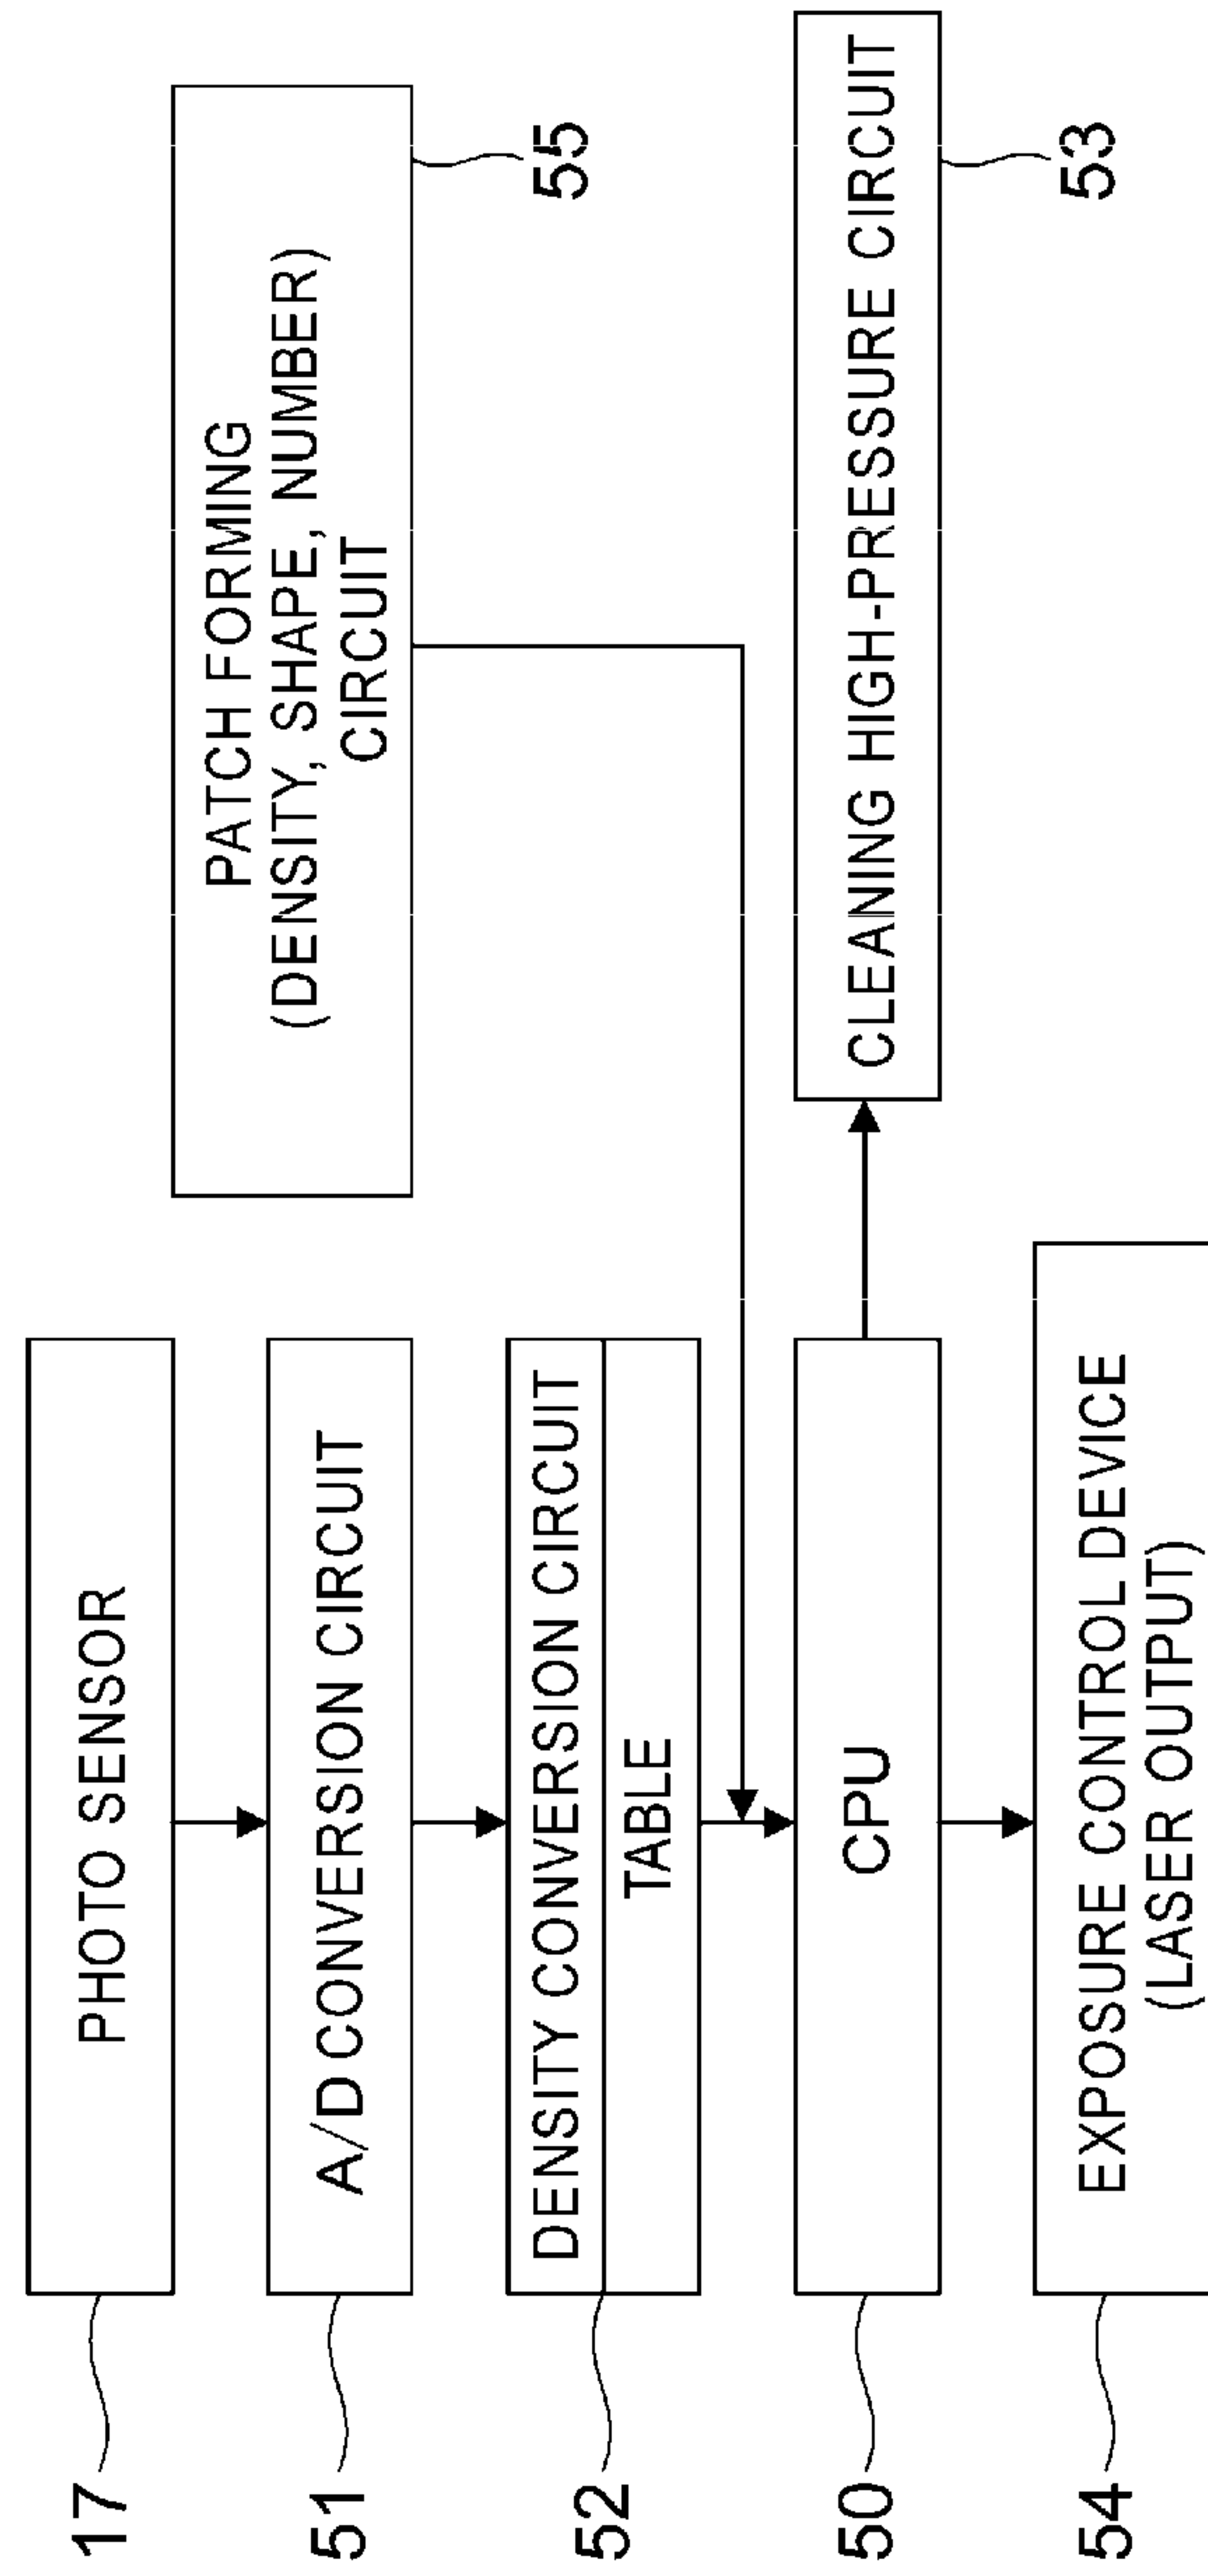 17
PHOTO SENSOR
PATCH FORMING
(DENSITY, SHAPE, NUMBER)
CIRCUIT
55
51
A/D CONVERSION CIRCUIT
52
DENSITY CONVERSION CIRCUIT
TABLE
50
CPU
CLEANING HIGH-PRESSURE CIRCUIT
53
54
EXPOSURE CONTROL DEVICE
(LASER OUTPUT)